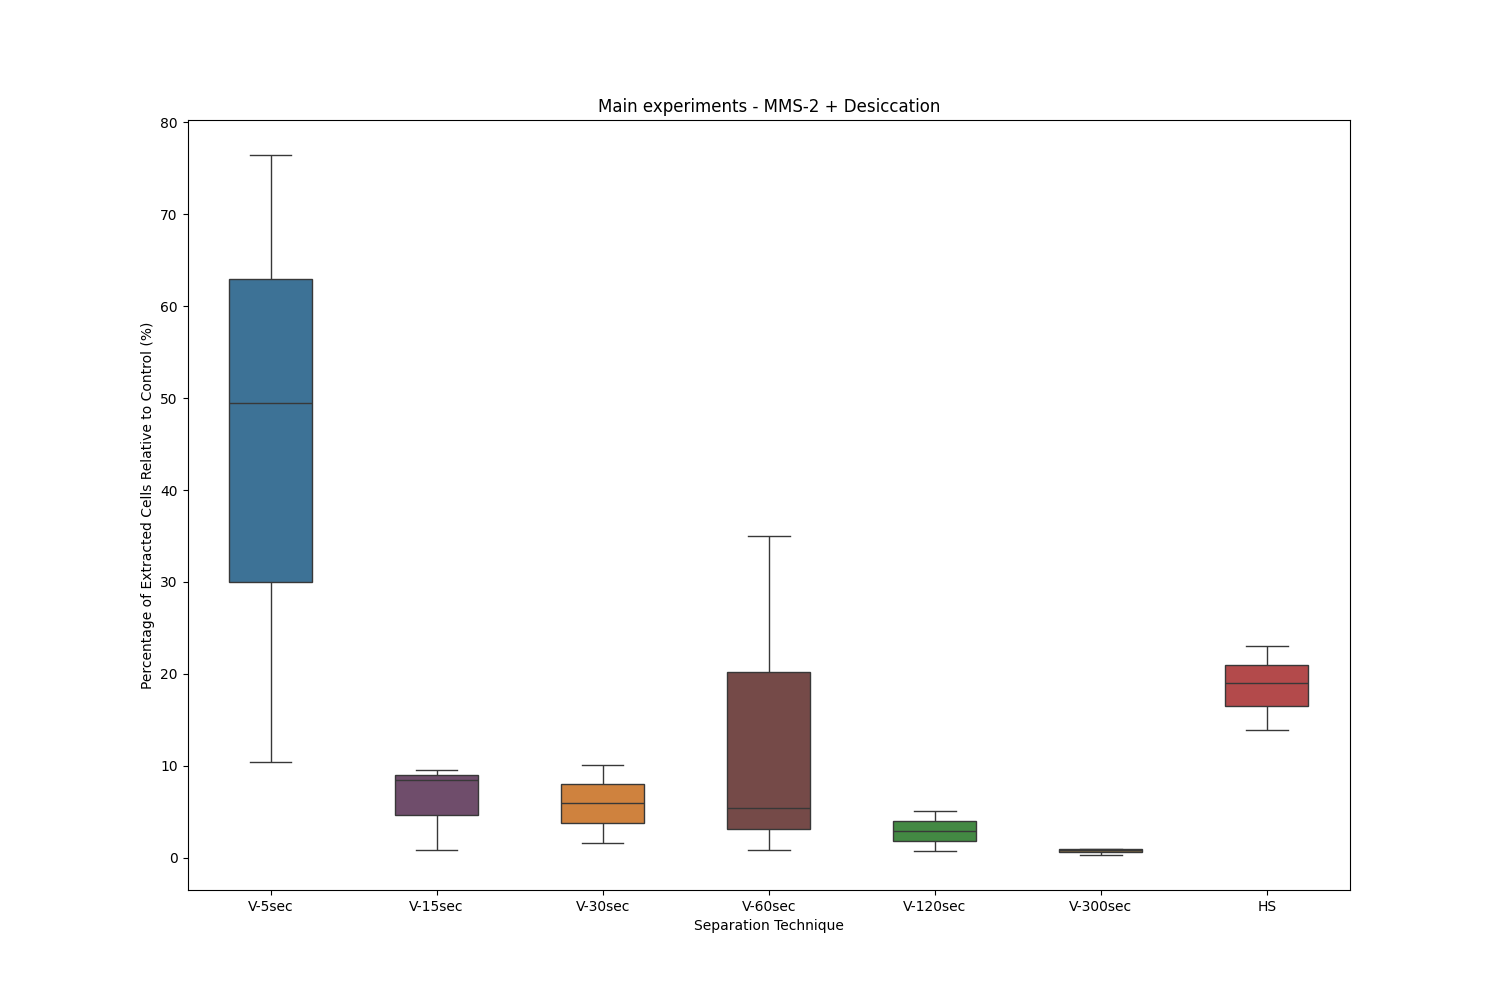 Main experiments - MMS-2 + Desiccation
Percentage of Extracted Cells Relative to Control (%)
80
70
60
50
40
30
20
10
0
V-5sec V-15sec V-30sec V-60sec V-120sec V-300sec HS
Separation Technique